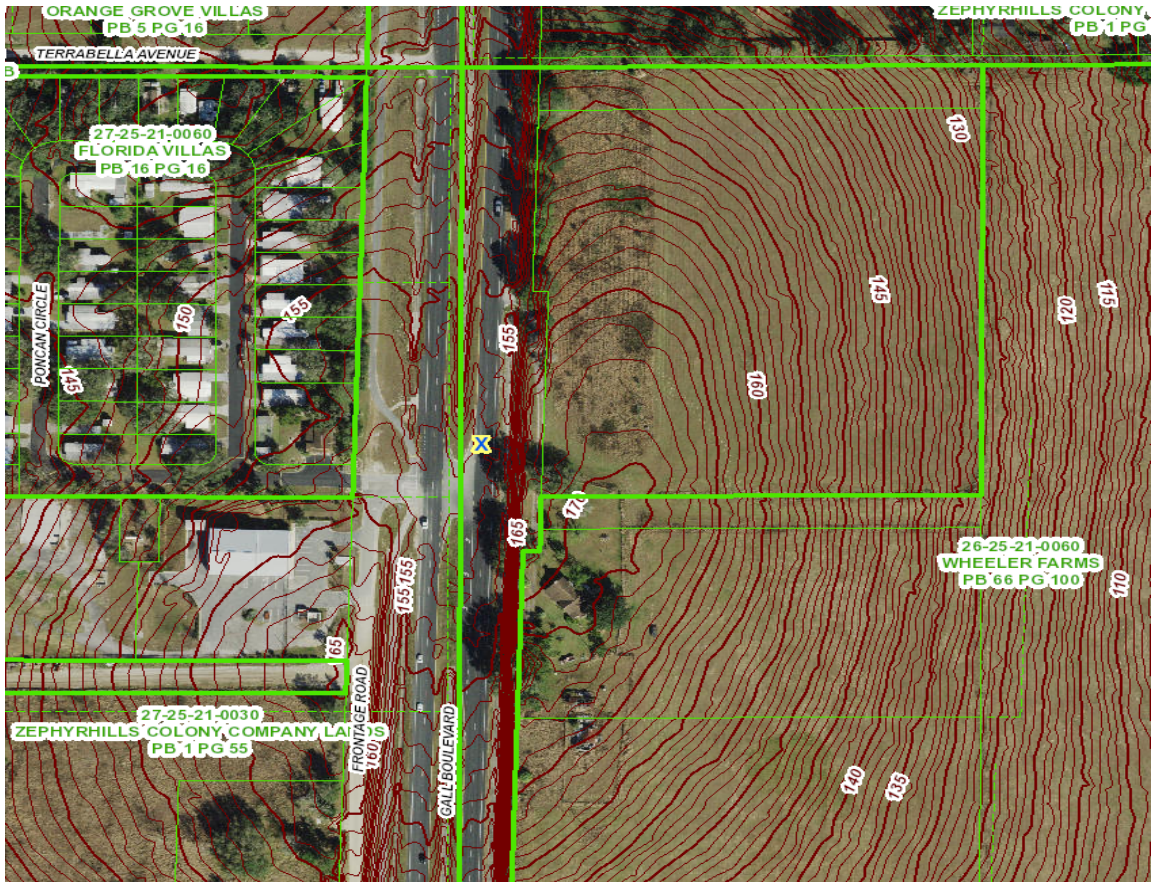 ORANGE GROVE VILLAS
PB 5 PG 16
ZEPHYRHILLS COLONY
PB 1 PG
TERRABELLA AVENUE
B
27-25-21-0060
FLORIDA VILLAS
PB 16 PG 16
130
PONCAN CIRCLE
150
155
145
155
145
120
115
160
X
170
165
155
155
26-25-21-0060
WHEELER FARMS
PB 66 PG 100
110
165
27-25-21-0030
ZEPHYRHILLS COLONY COMPANY LANDS
PB 1 PG 55
FRONTAGE ROAD
160
GALL BOULEVARD
140
135